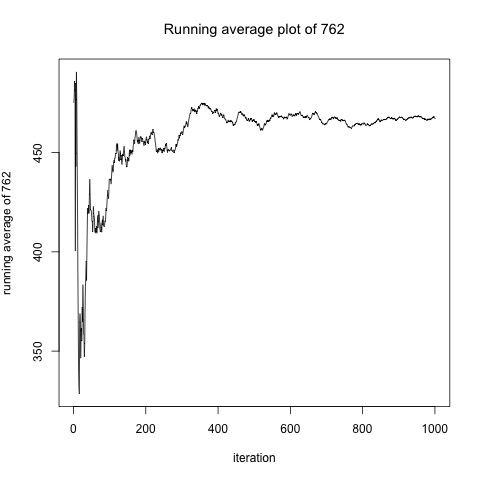 Running average plot of 762
running average of 762
450
400
350
0 200 400 600 800 1000
iteration